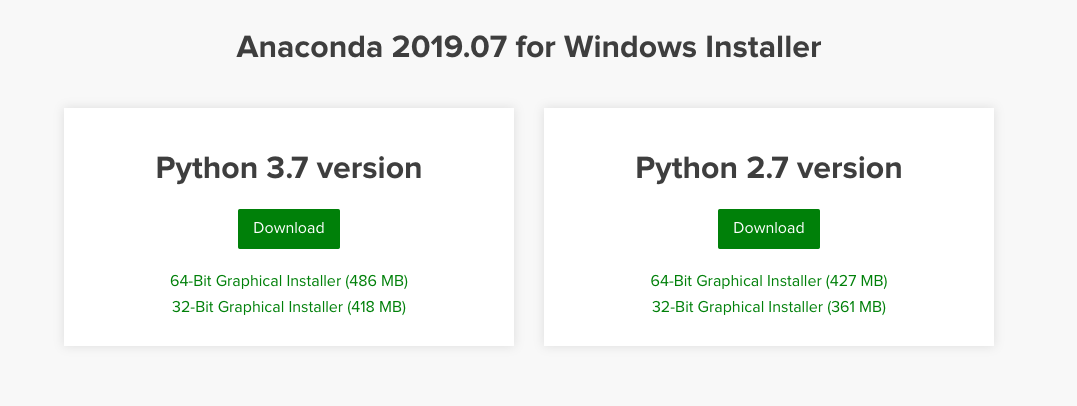 Anaconda 2019.07 for Windows Installer
Python 3.7 version
Download
64-Bit Graphical Installer (486 MB)
32-Bit Graphical Installer (418 MB)
Python 2.7 version
Download
64-Bit Graphical Installer (427 MB)
32-Bit Graphical Installer (361 MB)